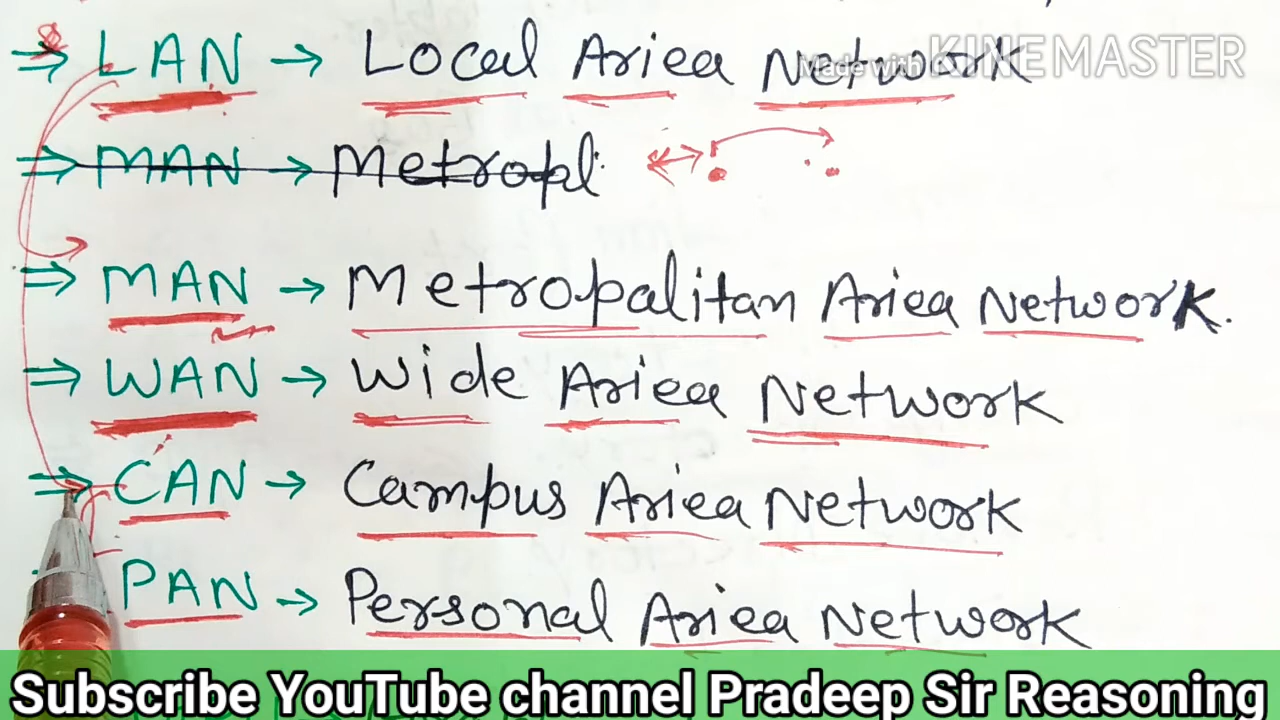 ⇒ LAN → Local Ariea Network
Made with KINEMASTER
⇒ MAN → Metropl
⇒ MAN → Metropalitan Ariea Network.
⇒ WAN → Wide Ariea Network
⇒ CAN → Campus Ariea Network
PAN → Personal Ariea Network
Subscribe YouTube channel Pradeep Sir Reasoning